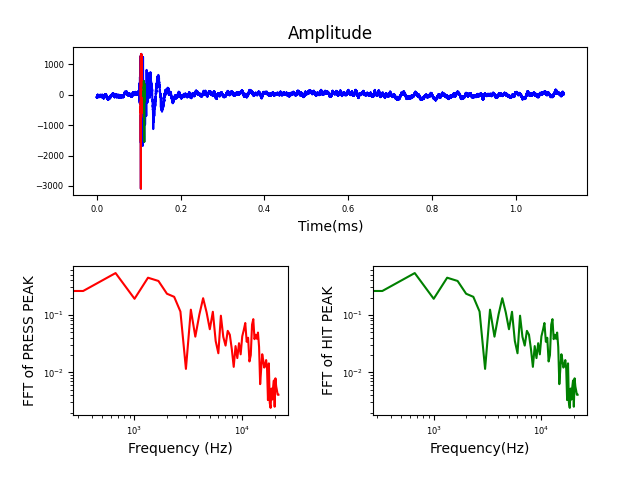 Amplitude
1000
0
−1000
−2000
−3000
0.0 0.2 0.4 0.6 0.8 1.0
Time(ms)
FFT of PRESS PEAK
10⁻¹
10⁻²
10³ 10⁴
Frequency (Hz)
FFT of HIT PEAK
10⁻¹
10⁻²
10³ 10⁴
Frequency(Hz)